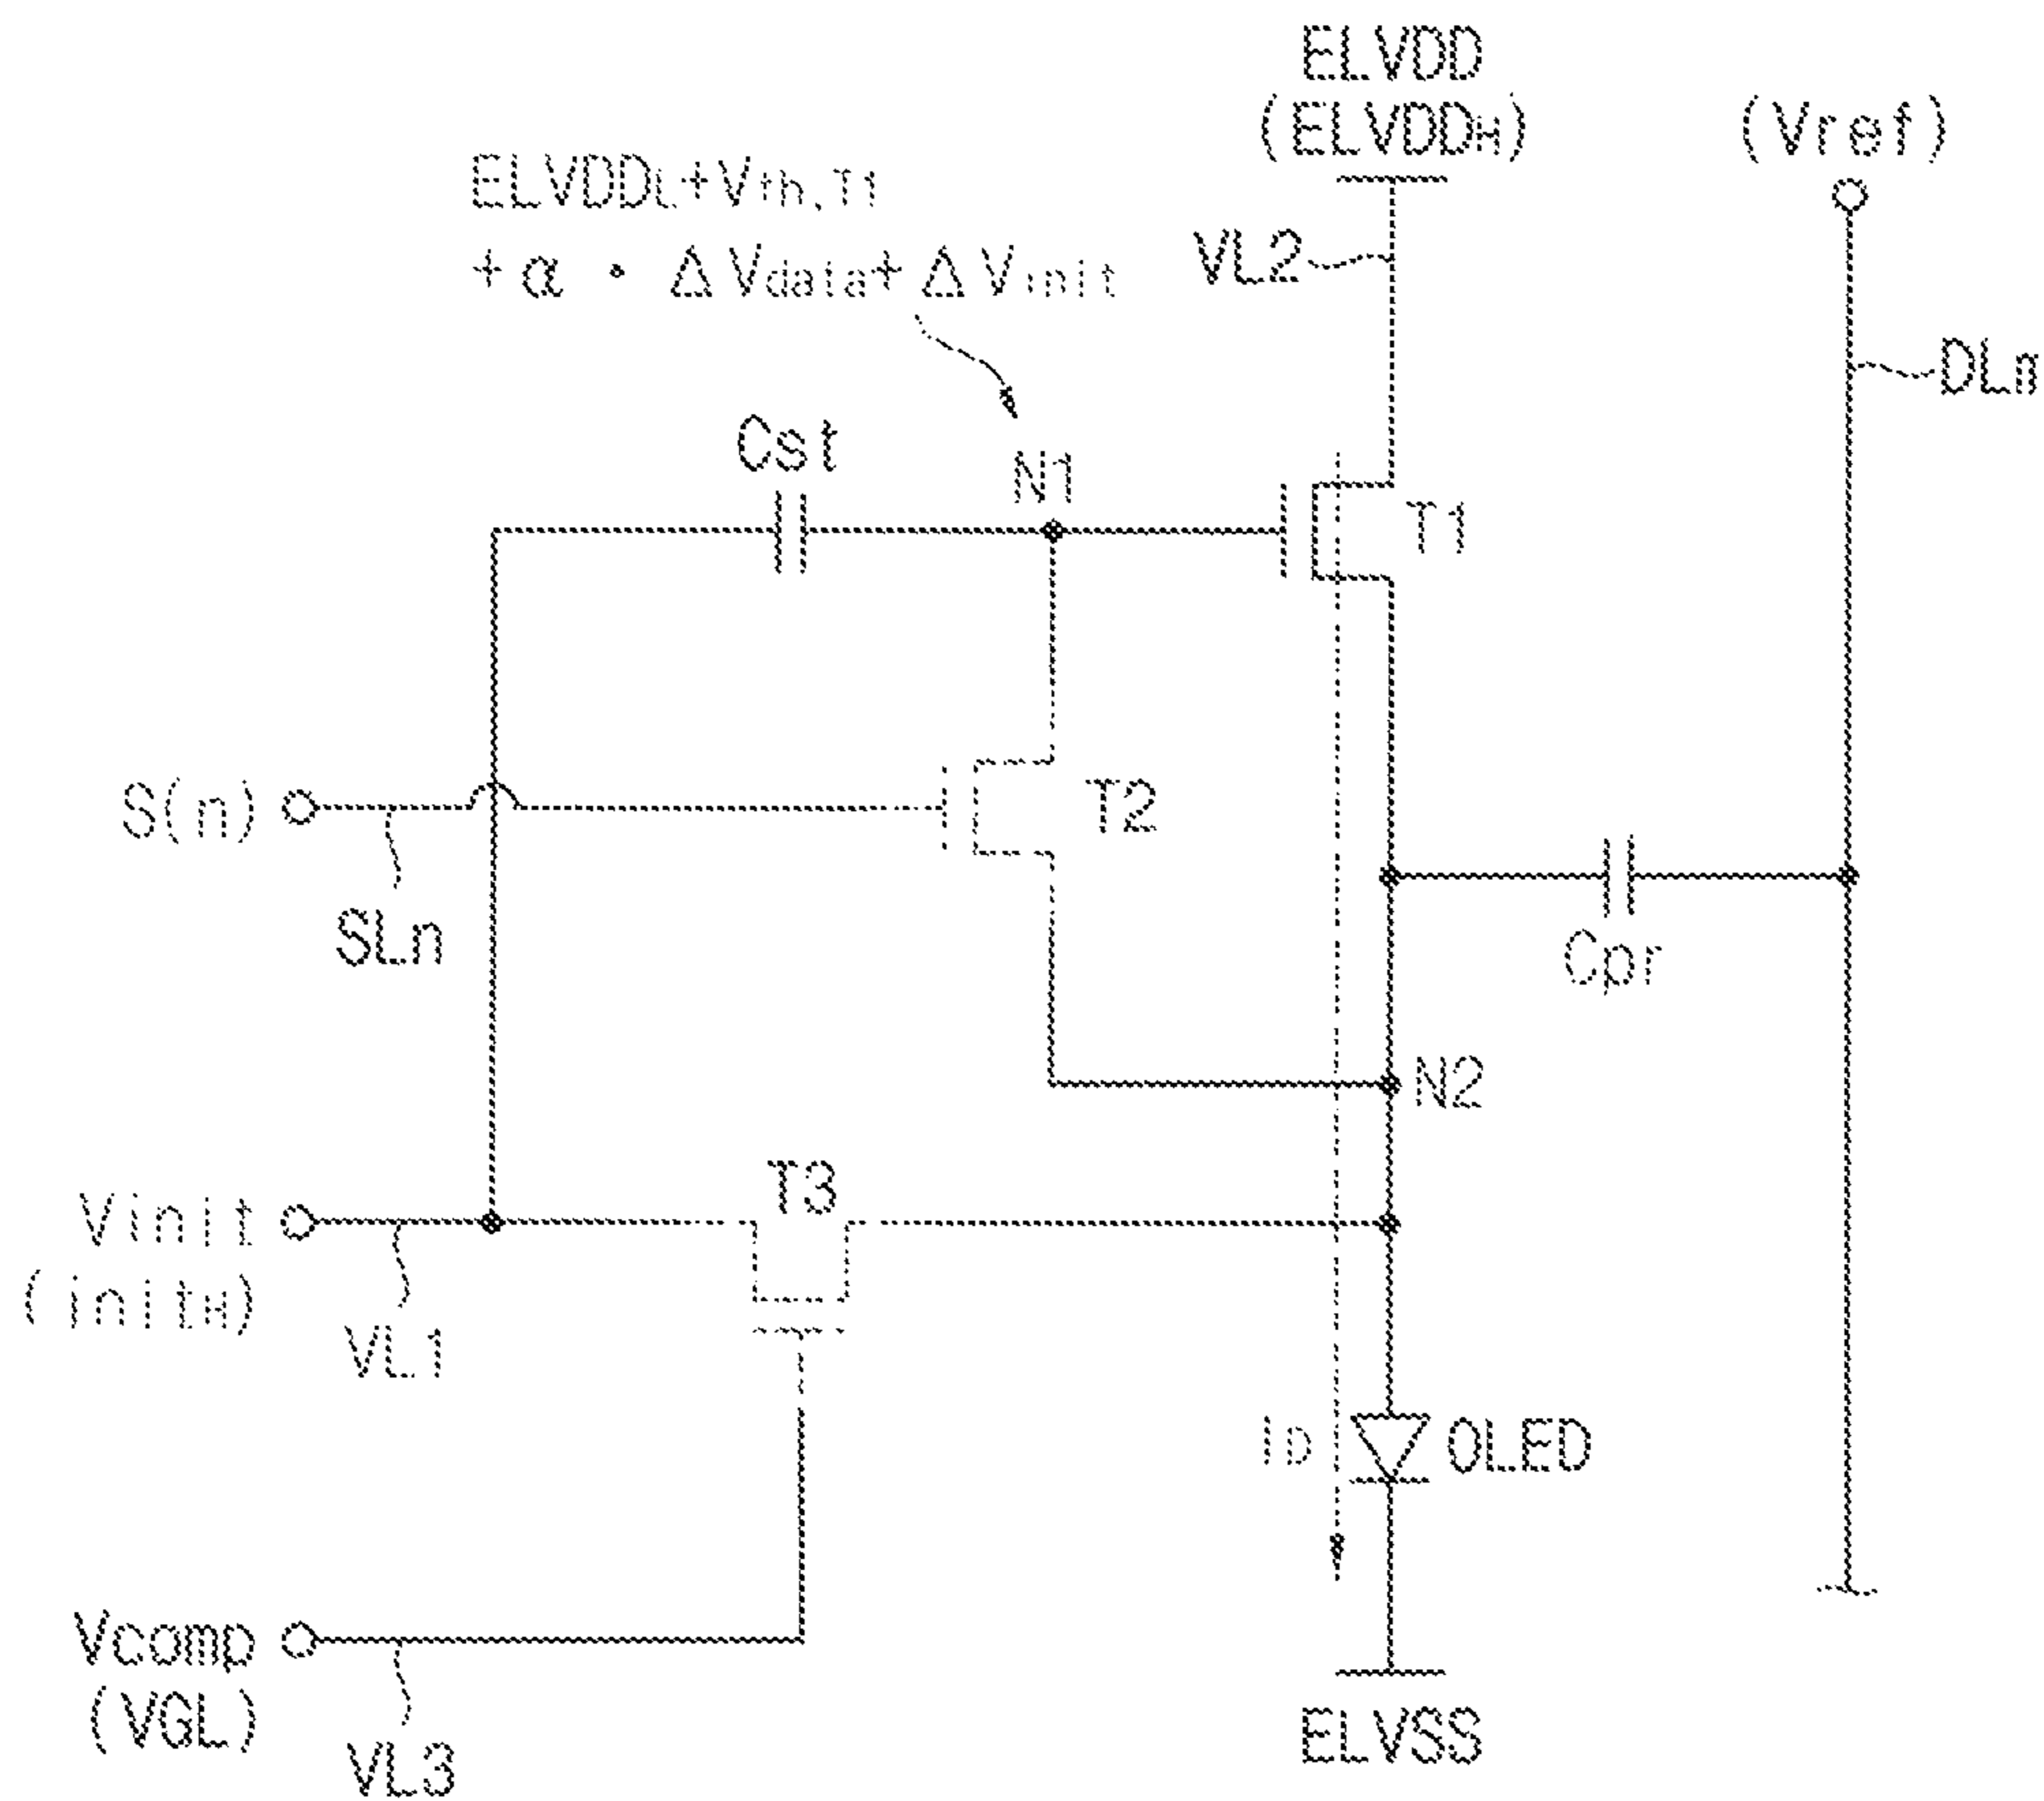 ELVDD
(ELVDDH)
(Vref)
ELVDDL+Vth,T1
+α・ΔVdata+ΔVinit
VL2
DLm
Cst
N1
T1
S(n)
T2
SLn
Cpr
N2
T3
Vinit
(initH)
VL1
ID
OLED
Vcomp
(VGL)
VL3
ELVSS